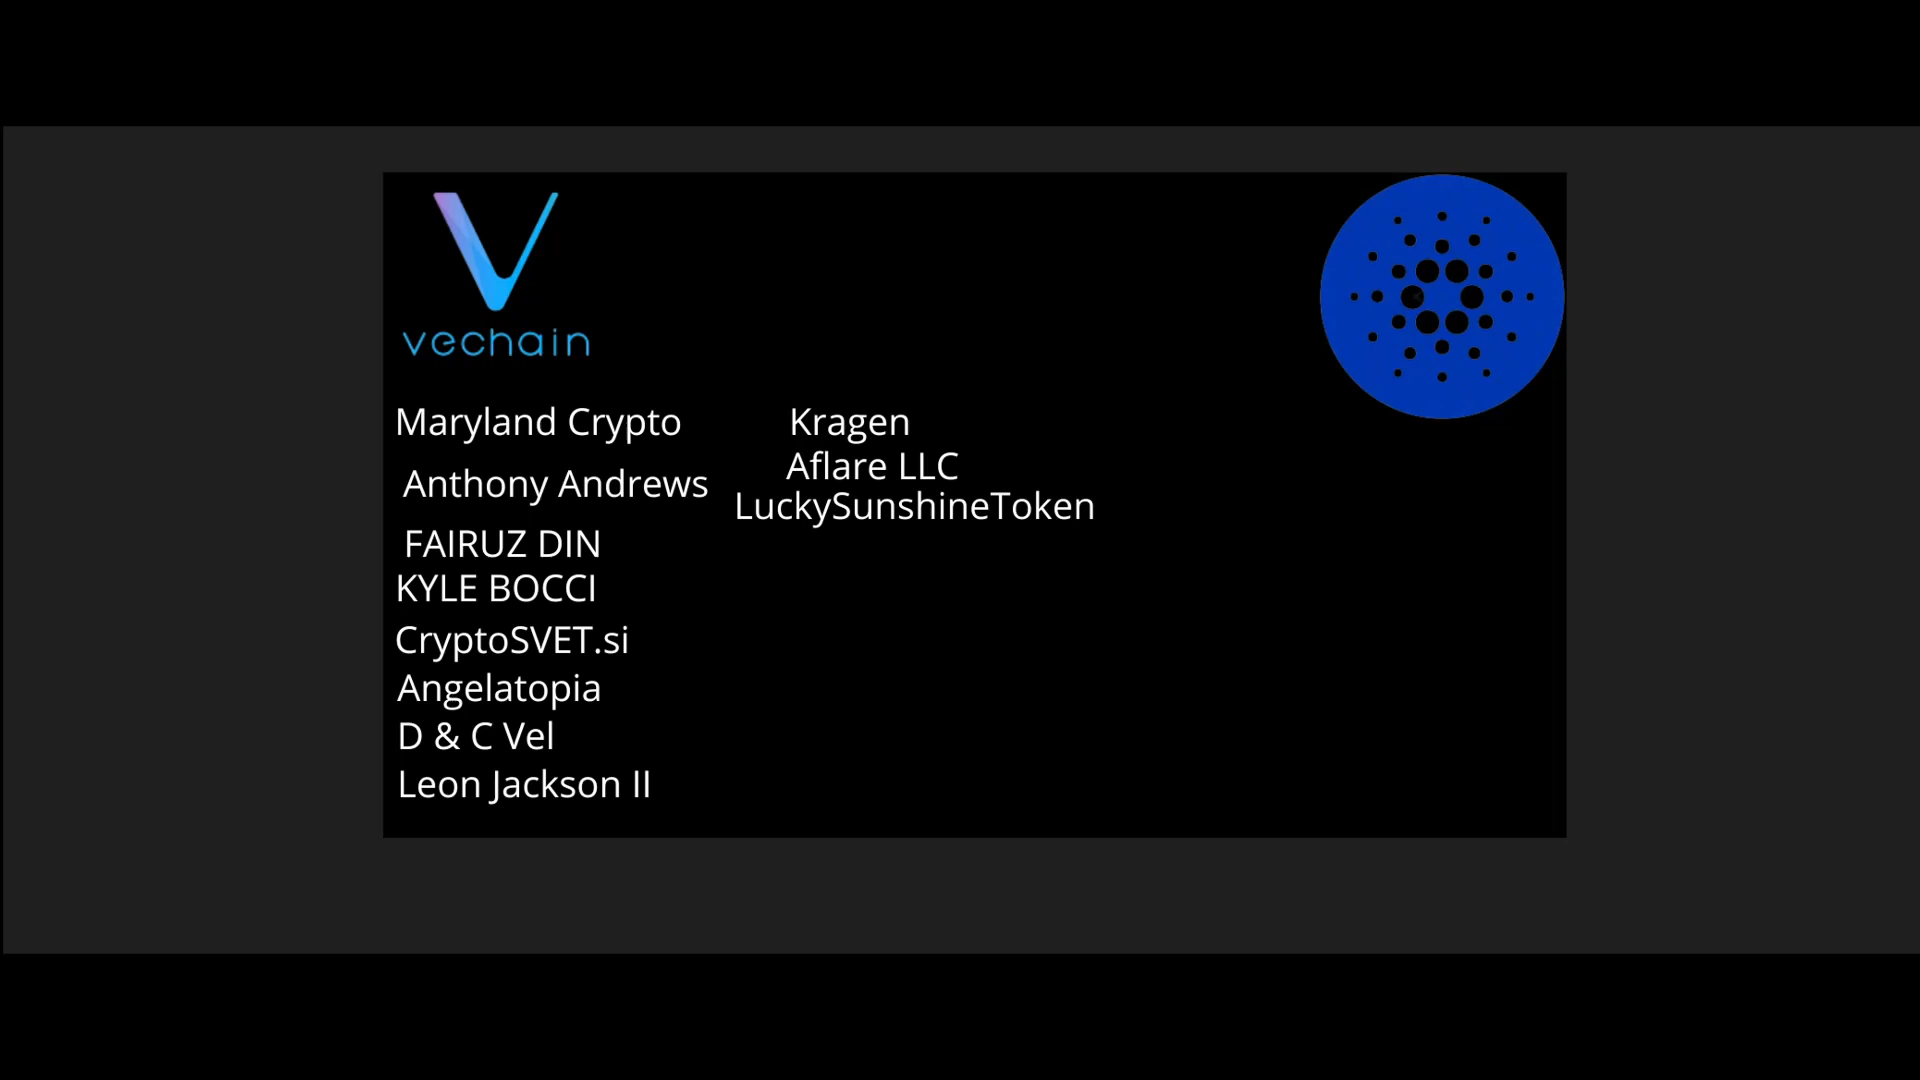 vechain
Maryland Crypto
Anthony Andrews
FAIRUZ DIN
KYLE BOCCI
CryptoSVET.si
Angelatopia
D & C Vel
Leon Jackson II
Kragen
Aflare LLC
LuckySunshineToken